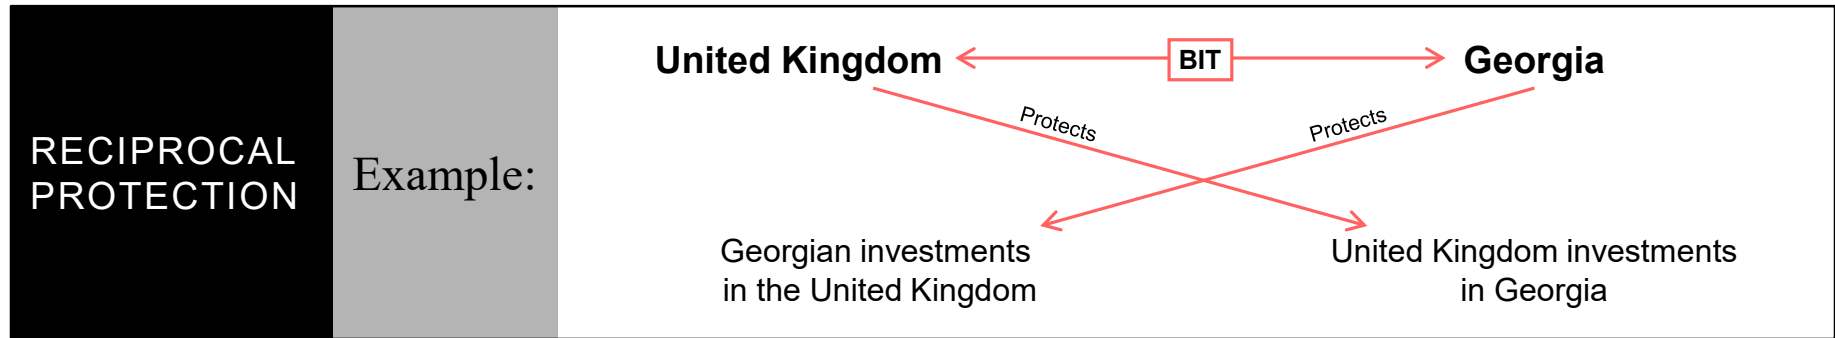 RECIPROCAL
PROTECTION
Example:
United Kingdom
BIT
Georgia
Protects
Protects
Georgian investments
in the United Kingdom
United Kingdom investments
in Georgia